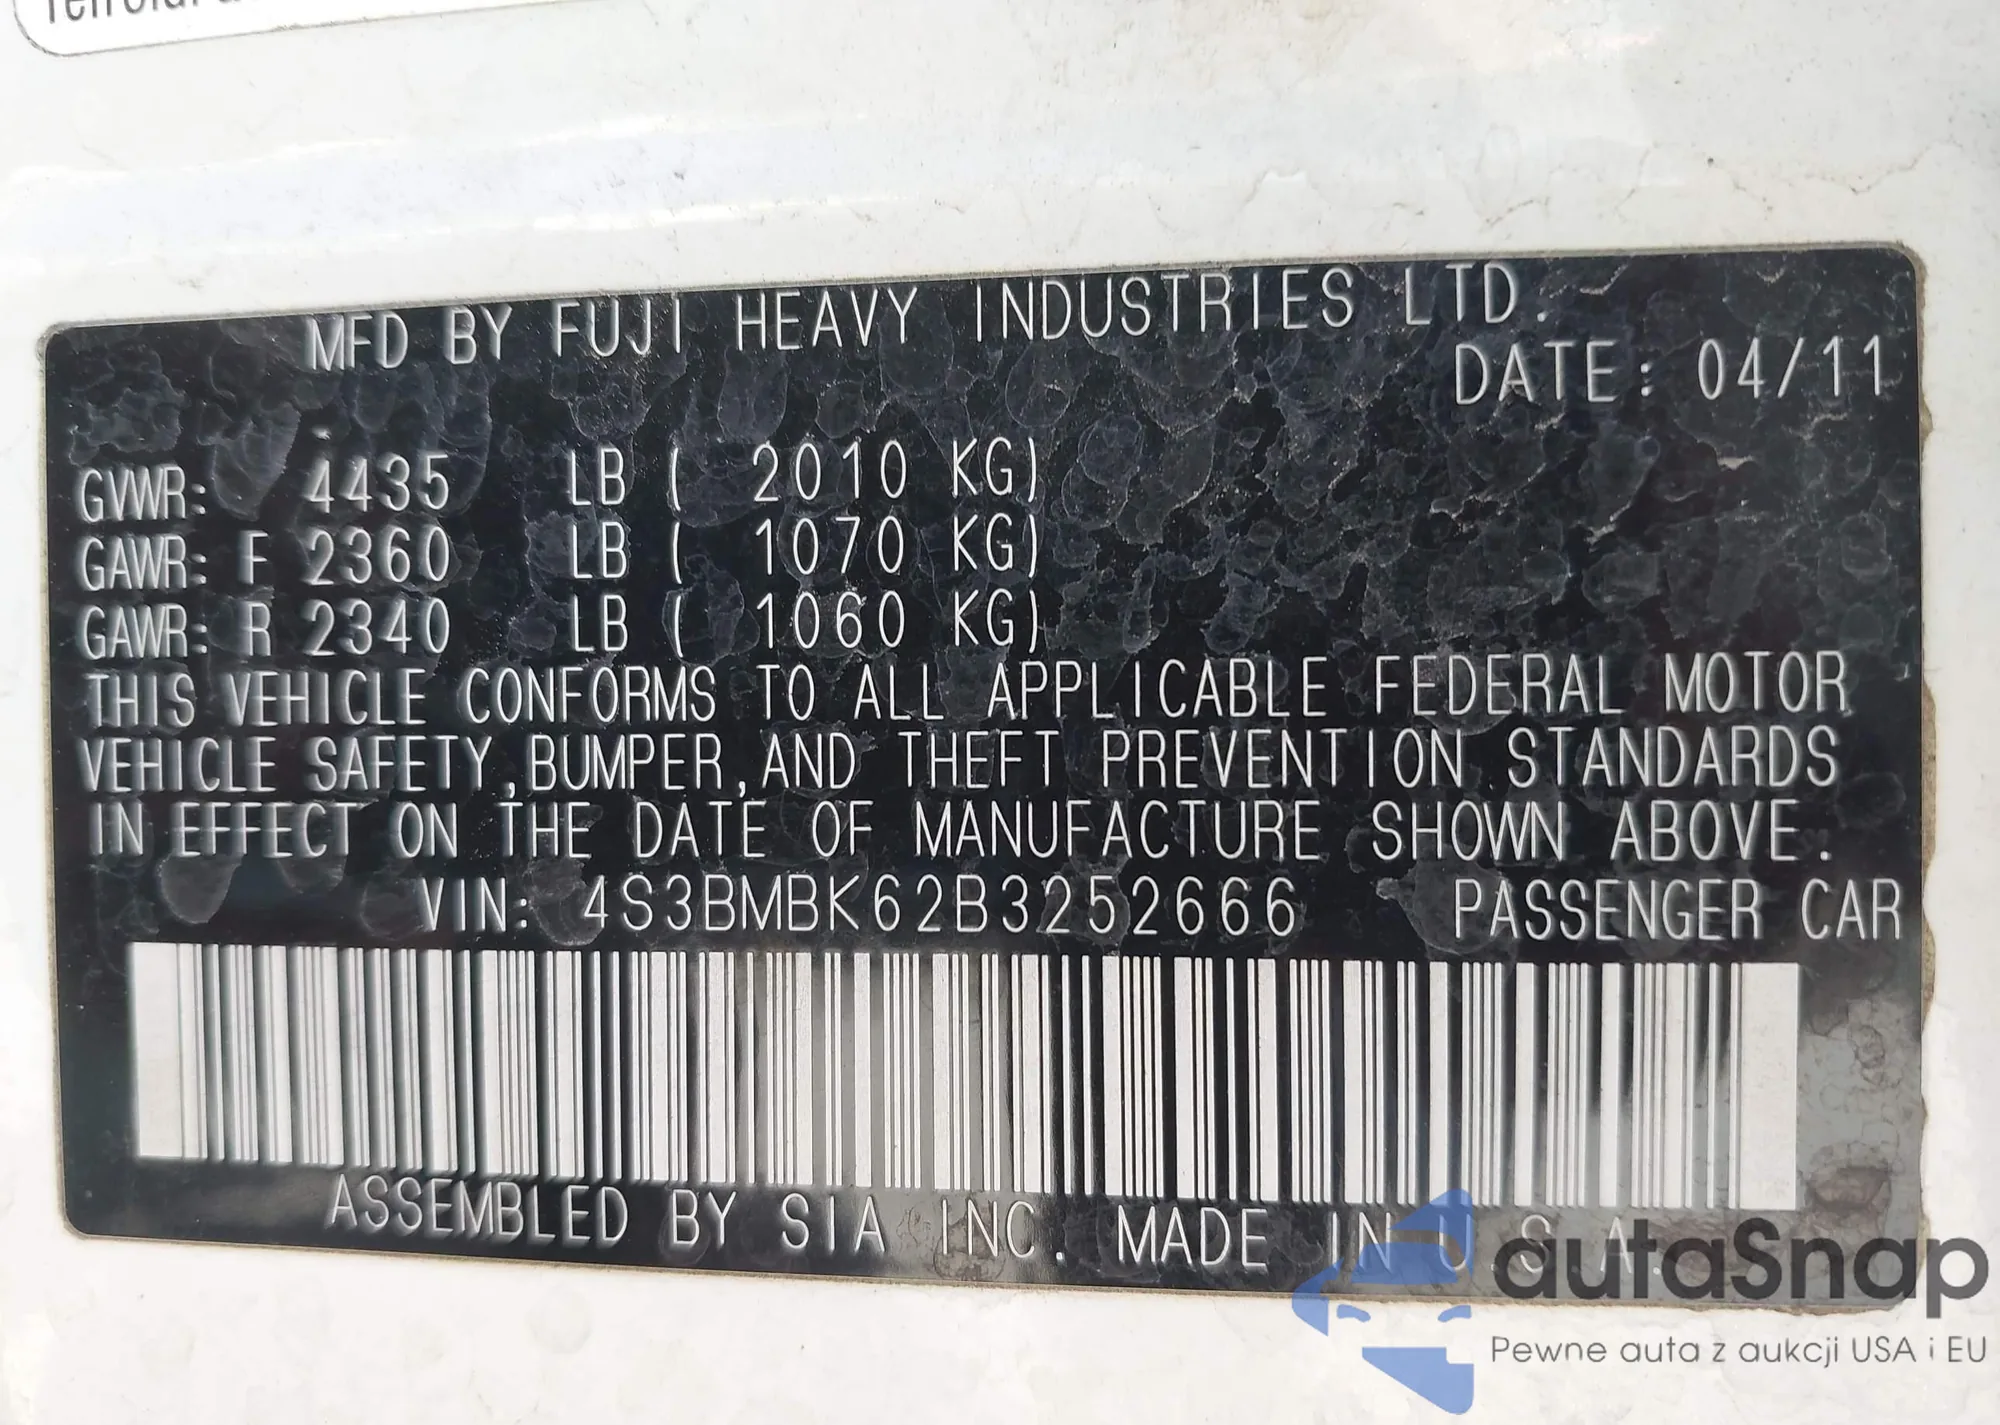 MFD BY FUJI HEAVY INDUSTRIES LTD.
DATE: 04/11
GVWR: 4435 LB ( 2010 KG)
GAWR: F 2360 LB ( 1070 KG)
GAWR: R 2340 LB ( 1060 KG)
THIS VEHICLE CONFORMS TO ALL APPLICABLE FEDERAL MOTOR
VEHICLE SAFETY, BUMPER, AND THEFT PREVENTION STANDARDS
IN EFFECT ON THE DATE OF MANUFACTURE SHOWN ABOVE.
VIN: 4S3BMBK62B3252666 PASSENGER CAR
ASSEMBLED BY SIA INC. MADE IN U.S.A.
autaSnap
Pewne auta z aukcji USA i EU